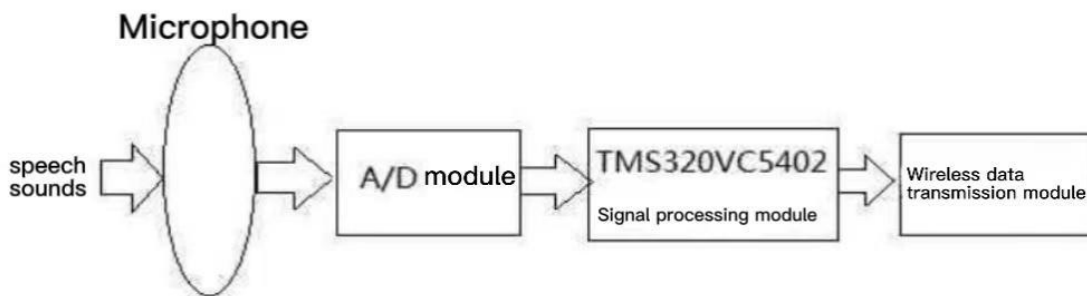 Microphone
speech
sounds
A/D module
TMS320VC5402
Signal processing module
Wireless data
transmission module